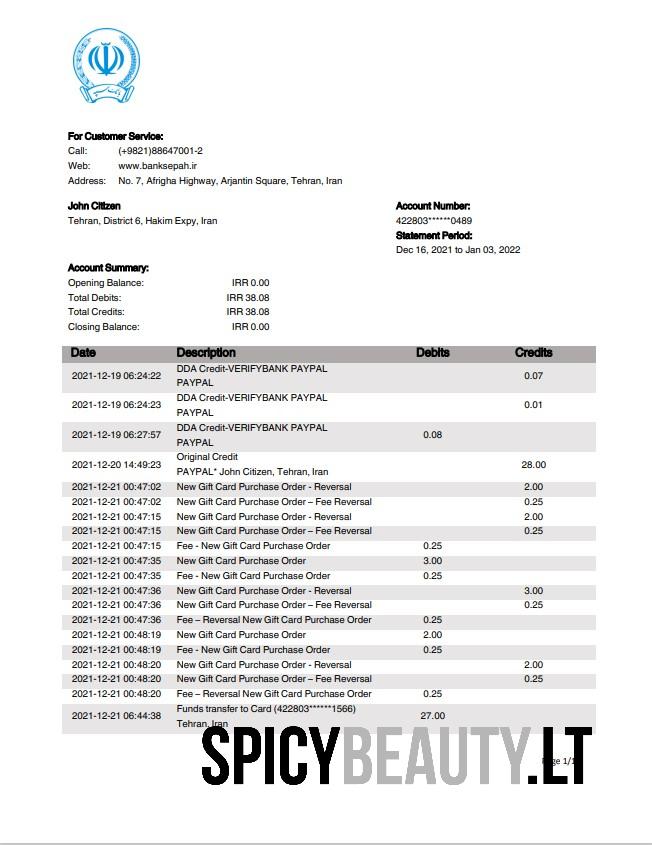 For Customer Service:
Call: (+9821)88647001-2
Web: www.banksepah.ir
Address: No. 7, Afrigha Highway, Arjantin Square, Tehran, Iran
John Citizen
Tehran, District 6, Hakim Expy, Iran
Account Number:
422803******0489
Statement Period:
Dec 16, 2021 to Jan 03, 2022
Account Summary:
Opening Balance: IRR 0.00
Total Debits: IRR 38.08
Total Credits: IRR 38.08
Closing Balance: IRR 0.00
Date Description Debits Credits
2021-12-19 06:24:22 DDA Credit-VERIFYBANK PAYPAL 0.07
PAYPAL
2021-12-19 06:24:23 DDA Credit-VERIFYBANK PAYPAL 0.01
PAYPAL
2021-12-19 06:27:57 DDA Credit-VERIFYBANK PAYPAL 0.08
PAYPAL
2021-12-20 14:49:23 Original Credit 28.00
PAYPAL* John Citizen, Tehran, Iran
2021-12-21 00:47:02 New Gift Card Purchase Order - Reversal 2.00
2021-12-21 00:47:02 New Gift Card Purchase Order – Fee Reversal 0.25
2021-12-21 00:47:15 New Gift Card Purchase Order - Reversal 2.00
2021-12-21 00:47:15 New Gift Card Purchase Order – Fee Reversal 0.25
2021-12-21 00:47:15 Fee - New Gift Card Purchase Order 0.25
2021-12-21 00:47:35 New Gift Card Purchase Order 3.00
2021-12-21 00:47:35 Fee - New Gift Card Purchase Order 0.25
2021-12-21 00:47:36 New Gift Card Purchase Order - Reversal 3.00
2021-12-21 00:47:36 New Gift Card Purchase Order – Fee Reversal 0.25
2021-12-21 00:47:36 Fee – Reversal New Gift Card Purchase Order 0.25
2021-12-21 00:48:19 New Gift Card Purchase Order 2.00
2021-12-21 00:48:19 Fee - New Gift Card Purchase Order 0.25
2021-12-21 00:48:20 New Gift Card Purchase Order - Reversal 2.00
2021-12-21 00:48:20 New Gift Card Purchase Order – Fee Reversal 0.25
2021-12-21 00:48:20 Fee – Reversal New Gift Card Purchase Order 0.25
2021-12-21 06:44:38 Funds transfer to Card (422803******1566) 27.00
Tehran, Iran
SPICYBEAUTY.LT